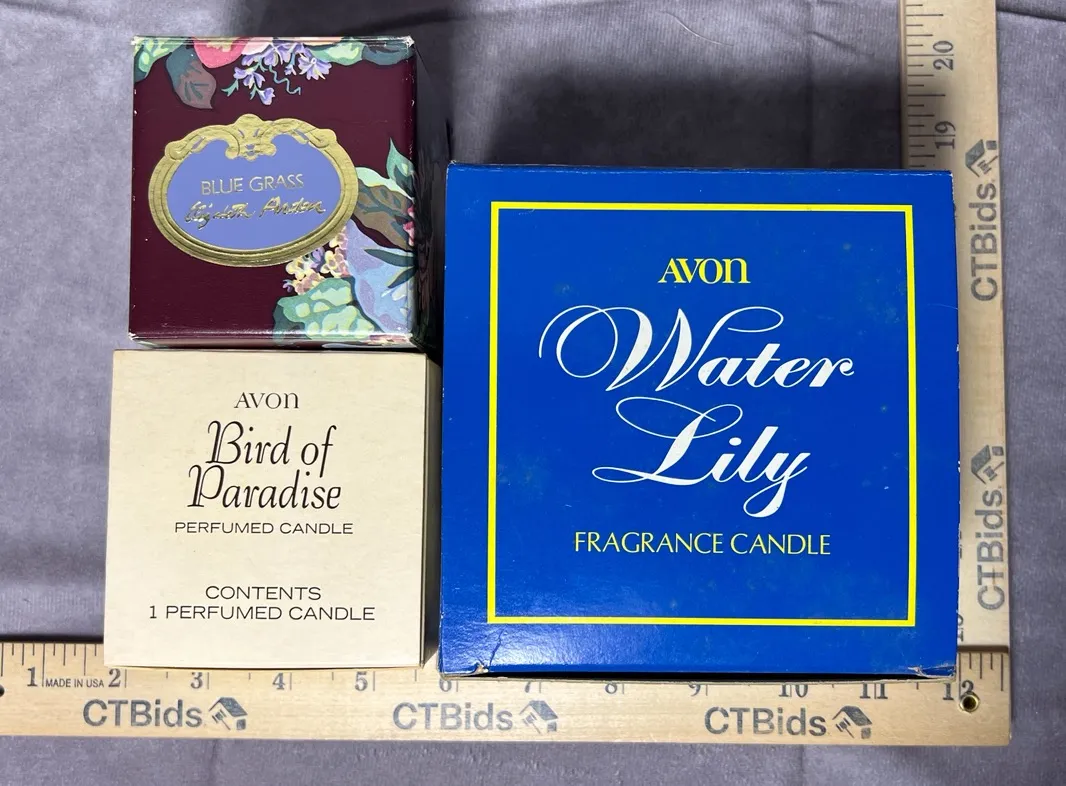 BLUE GRASS
Elizabeth Arden
AVON
Bird of
Paradise
PERFUMED CANDLE
CONTENTS
1 PERFUMED CANDLE
AVON
Water
Lily
FRAGRANCE CANDLE
20
19
CTBids
CTBids
1 MADE IN USA 2 3 4 5 6 7 8 9 10 11 12
CTBids CTBids CTBids